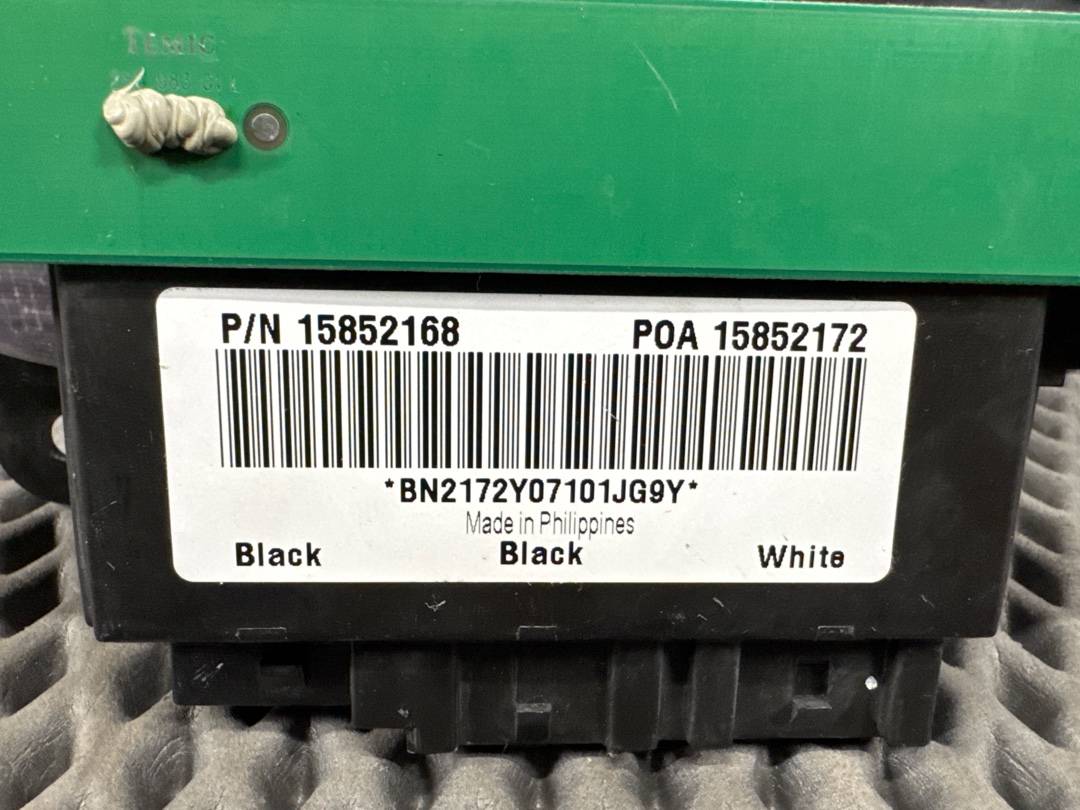 TEMIC
P/N 15852168 POA 15852172
*BN2172Y07101JG9Y*
Made in Philippines
Black Black White